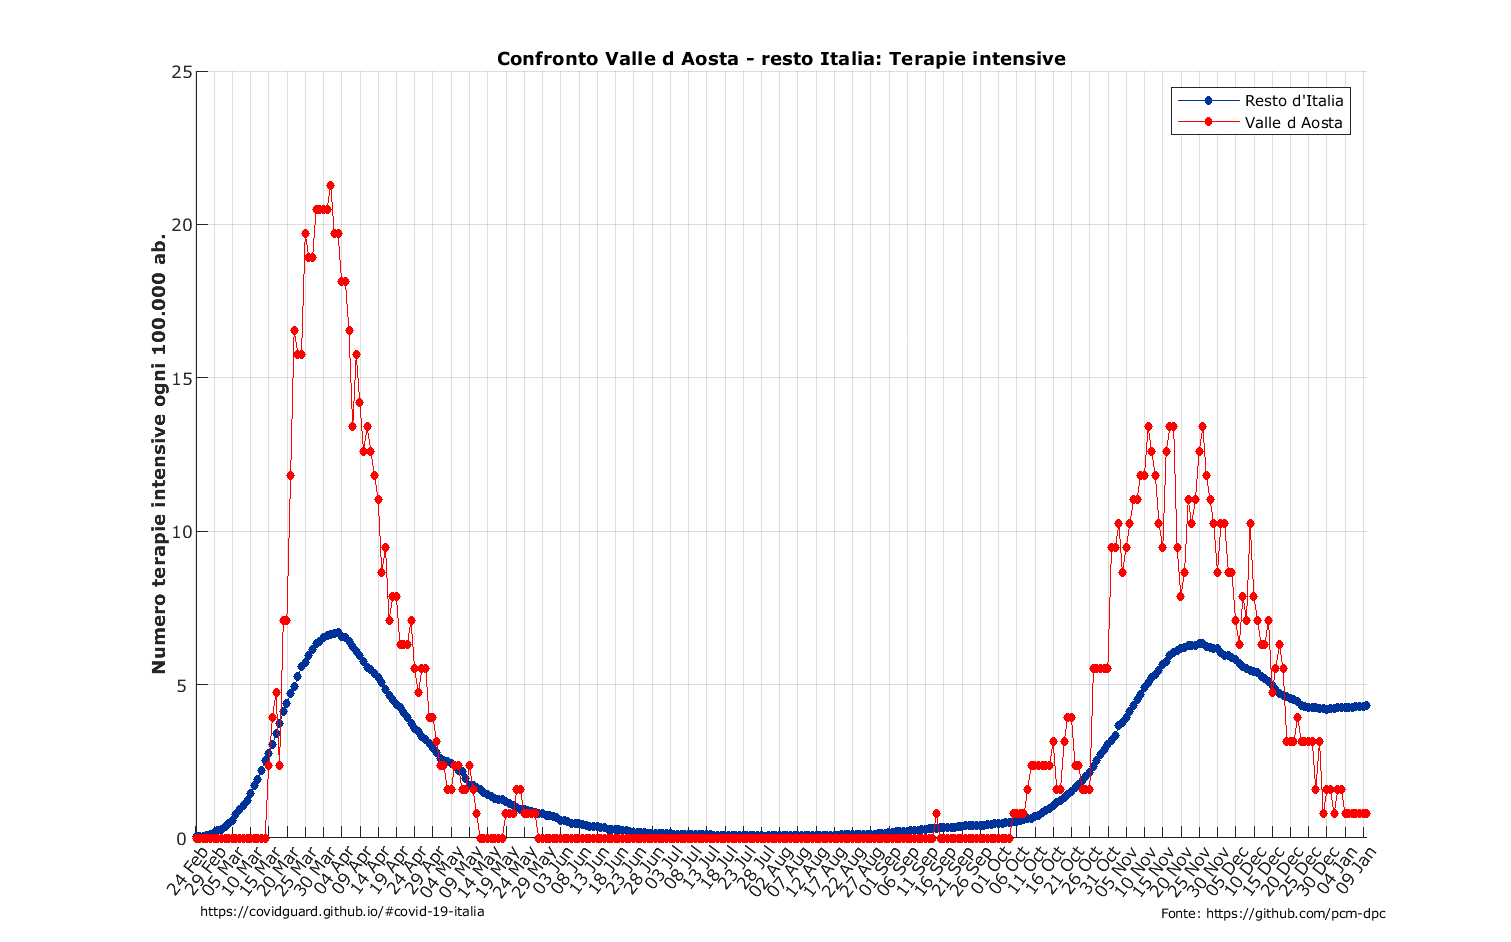 Confronto Valle d Aosta - resto Italia: Terapie intensive
Resto d'Italia
Valle d Aosta
Numero terapie intensive ogni 100.000 ab.
25
20
15
10
5
0
24 Feb
29 Feb
05 Mar
10 Mar
15 Mar
20 Mar
25 Mar
30 Mar
04 Apr
09 Apr
14 Apr
19 Apr
24 Apr
29 Apr
04 May
09 May
14 May
19 May
24 May
29 May
03 Jun
08 Jun
13 Jun
18 Jun
23 Jun
28 Jun
03 Jul
08 Jul
13 Jul
18 Jul
23 Jul
28 Jul
02 Aug
07 Aug
12 Aug
17 Aug
22 Aug
27 Aug
01 Sep
06 Sep
11 Sep
16 Sep
21 Sep
26 Sep
01 Oct
06 Oct
11 Oct
16 Oct
21 Oct
26 Oct
31 Oct
05 Nov
10 Nov
15 Nov
20 Nov
25 Nov
30 Nov
05 Dec
10 Dec
15 Dec
20 Dec
25 Dec
30 Dec
04 Jan
09 Jan
https://covidguard.github.io/#covid-19-italia
Fonte: https://github.com/pcm-dpc